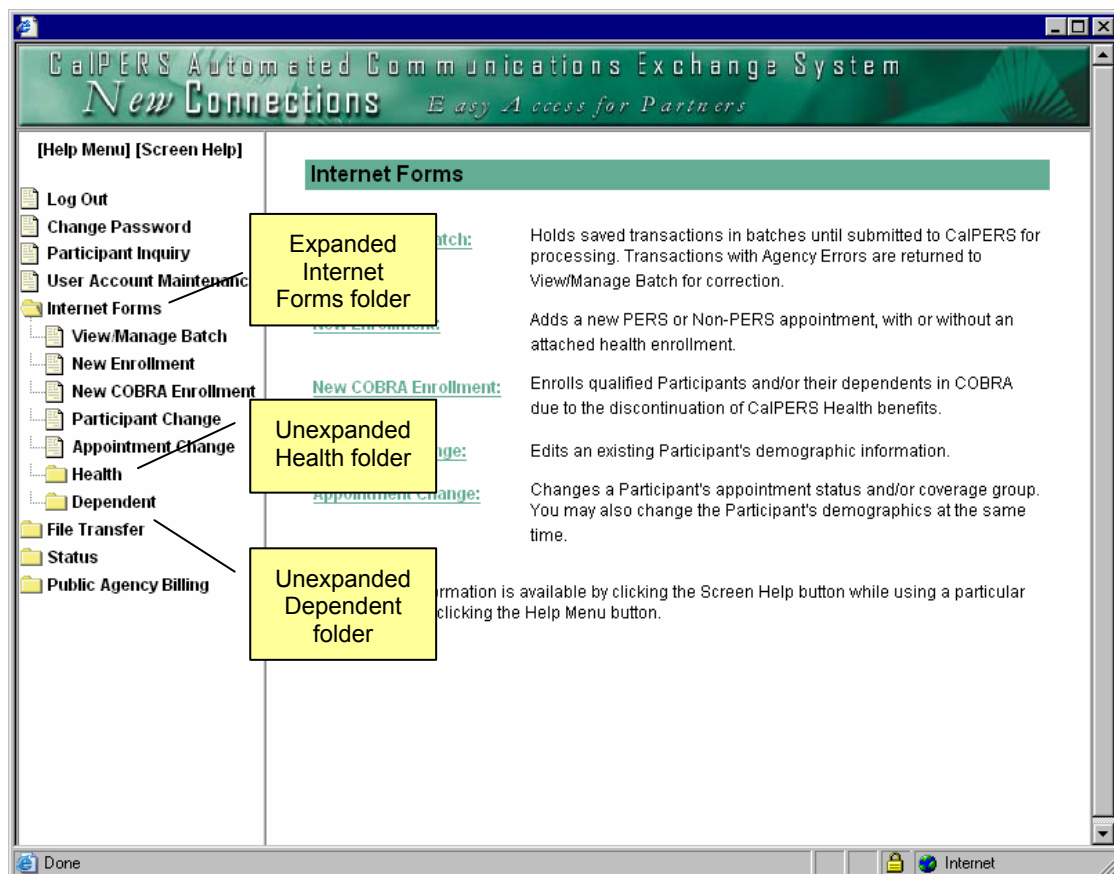 CalPERS Automated Communications Exchange System
New Connections Easy Access for Partners
[Help Menu] [Screen Help]
Log Out
Change Password
Participant Inquiry
User Account Maintenanc
Internet Forms
View/Manage Batch
New Enrollment
New COBRA Enrollment
Participant Change
Appointment Change
Health
Dependent
File Transfer
Status
Public Agency Billing
Expanded
Internet
Forms folder
Unexpanded
Health folder
Unexpanded
Dependent
folder
Internet Forms
tch:
Holds saved transactions in batches until submitted to CalPERS for
processing. Transactions with Agency Errors are returned to
View/Manage Batch for correction.
New Enrollment:
Adds a new PERS or Non-PERS appointment, with or without an
attached health enrollment.
New COBRA Enrollment:
Enrolls qualified Participants and/or their dependents in COBRA
due to the discontinuation of CalPERS Health benefits.
nge:
Edits an existing Participant's demographic information.
Appointment Change:
Changes a Participant's appointment status and/or coverage group.
You may also change the Participant's demographics at the same
time.
rmation is available by clicking the Screen Help button while using a particular
clicking the Help Menu button.
Done
Internet